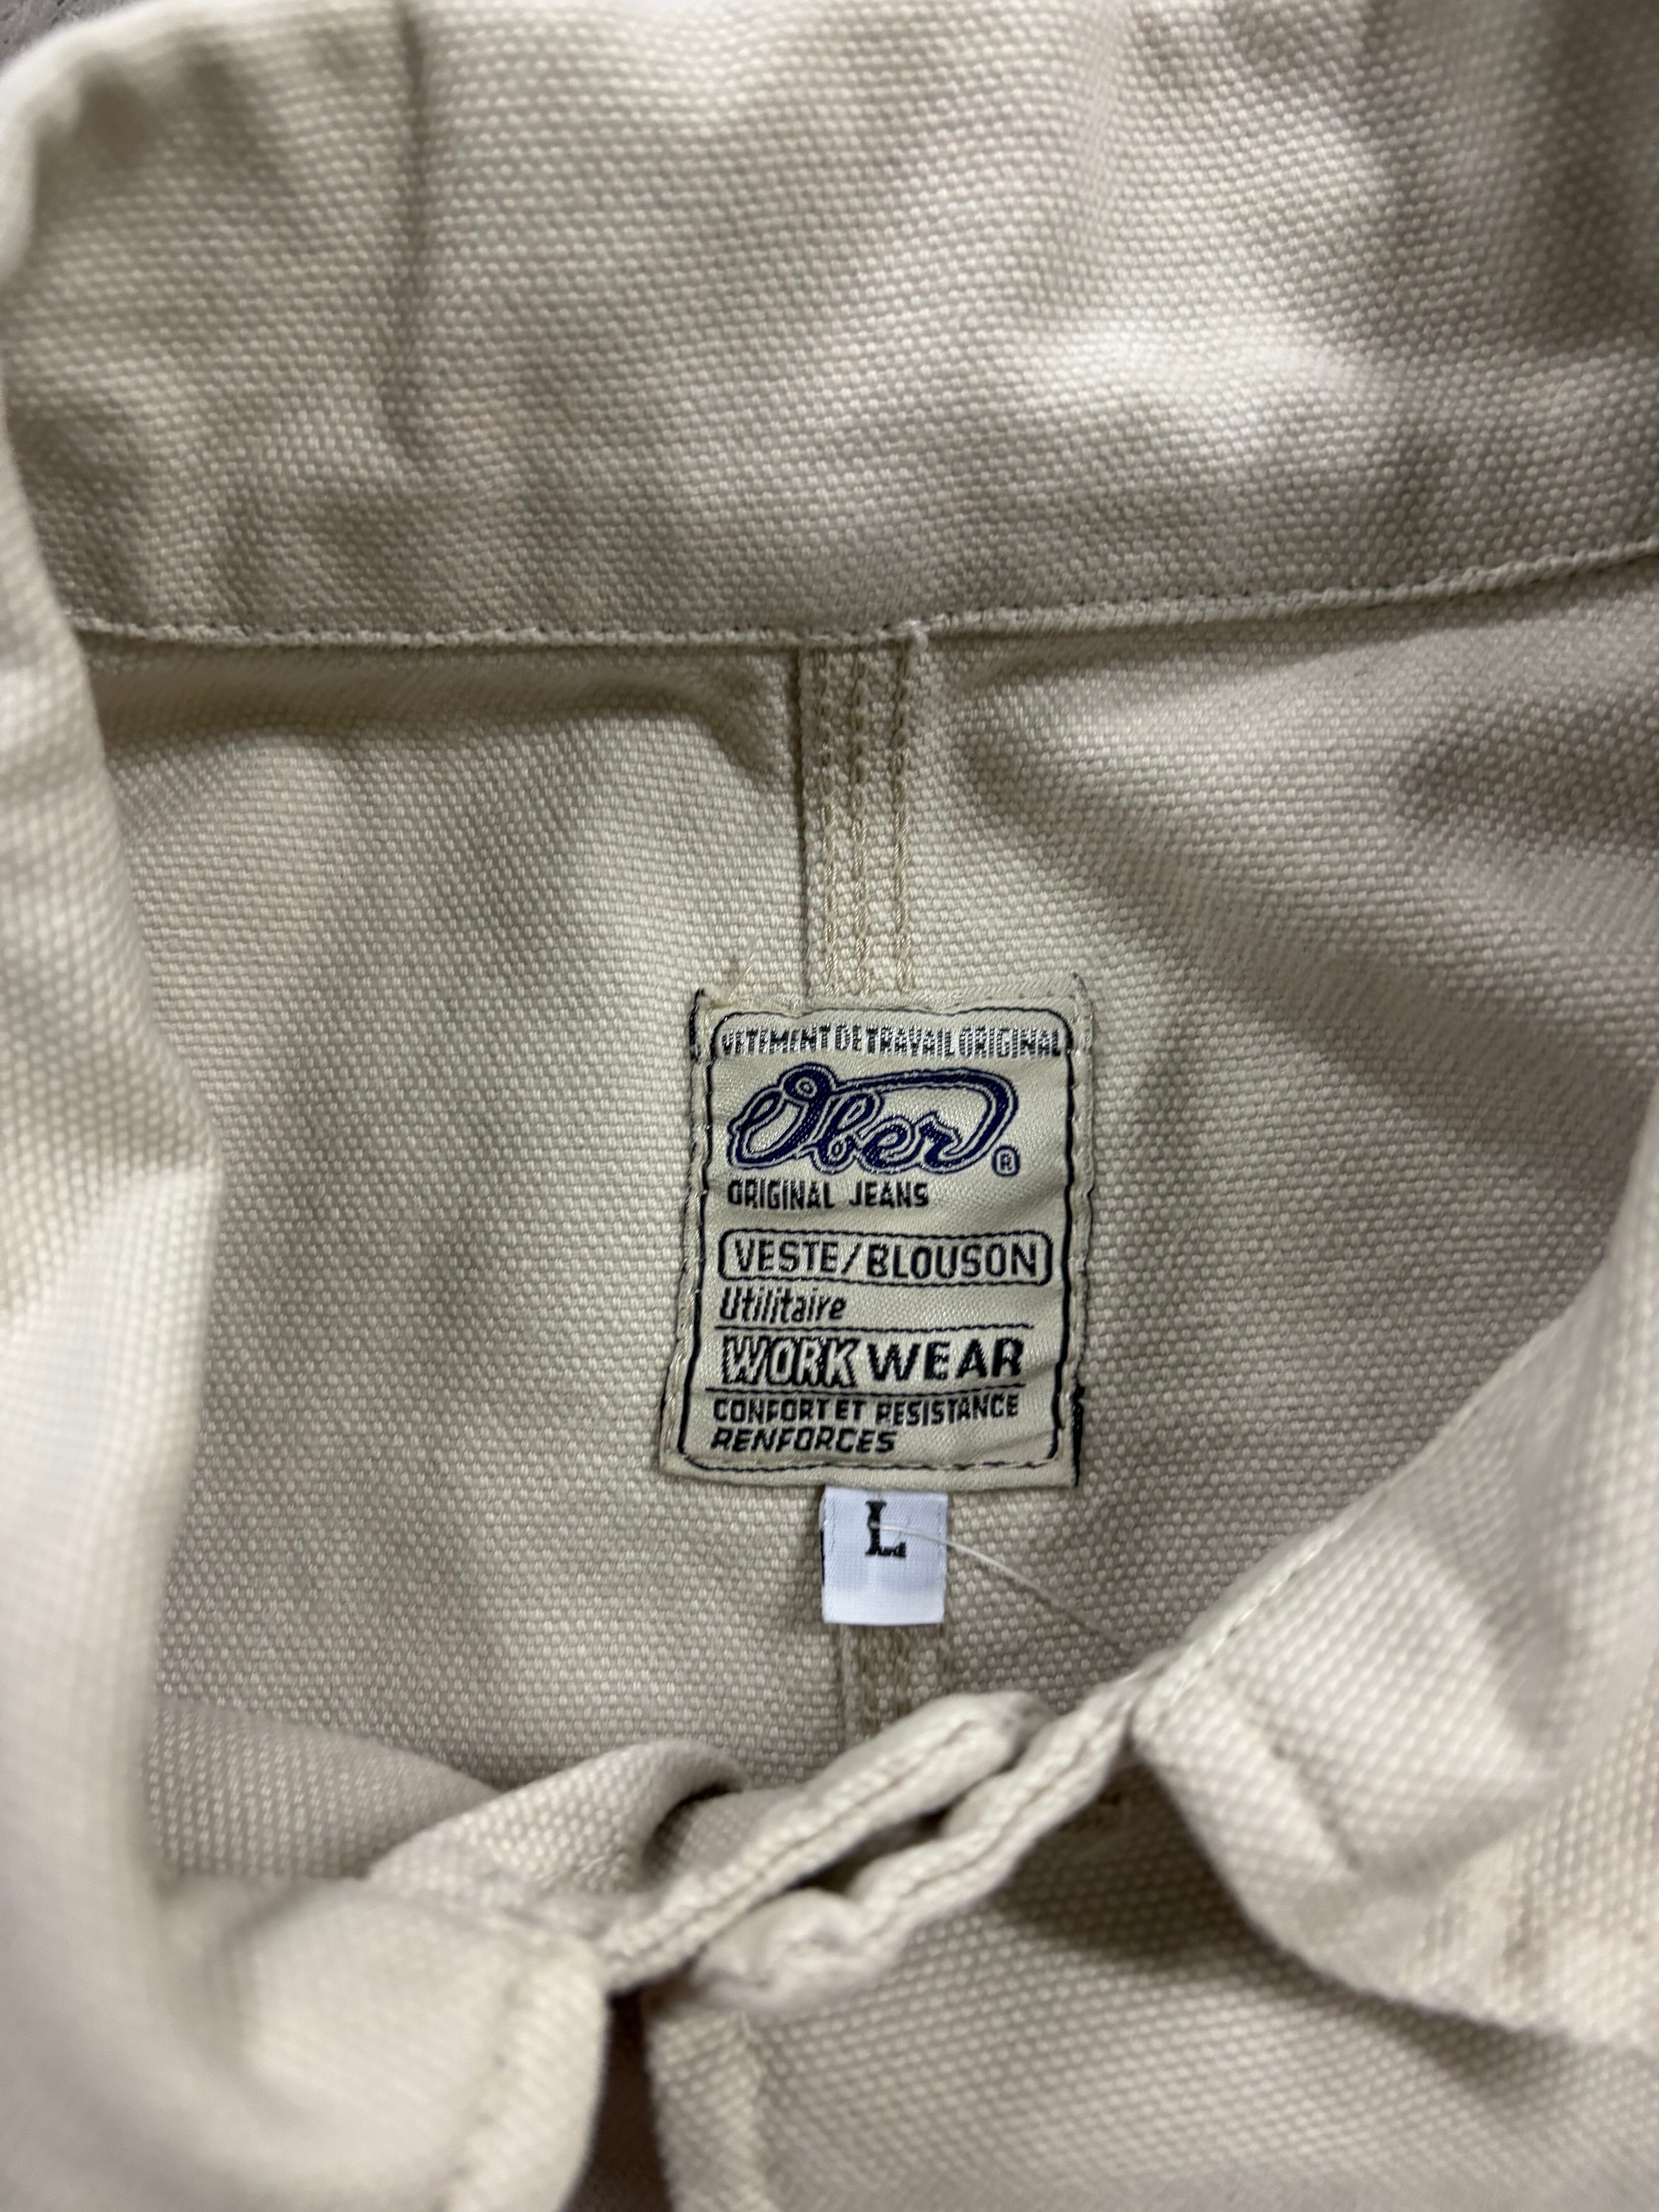 VETEMENT DE TRAVAIL ORIGINAL
Ober®
ORIGINAL JEANS
VESTE/BLOUSON
Utilitaire
WORK WEAR
CONFORT ET RESISTANCE
RENFORCES
L